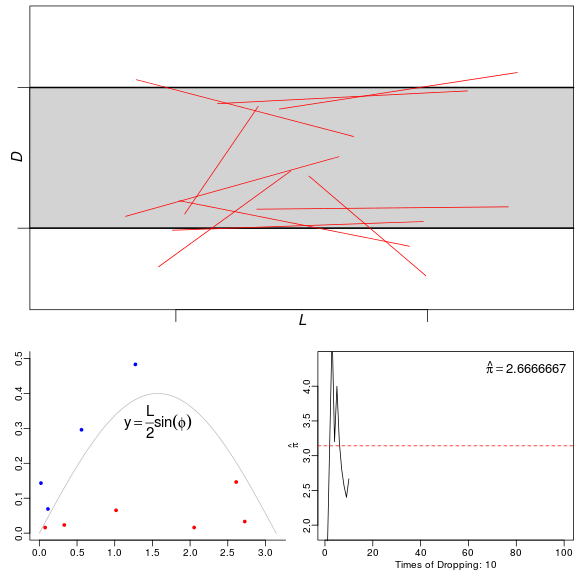 D
L
0.0 0.1 0.2 0.3 0.4 0.5
y = L/2 sin(ϕ)
0.0 0.5 1.0 1.5 2.0 2.5 3.0
π̂ = 2.6666667
π̂
2.0 2.5 3.0 3.5 4.0
0 20 40 60 80 100
Times of Dropping: 10